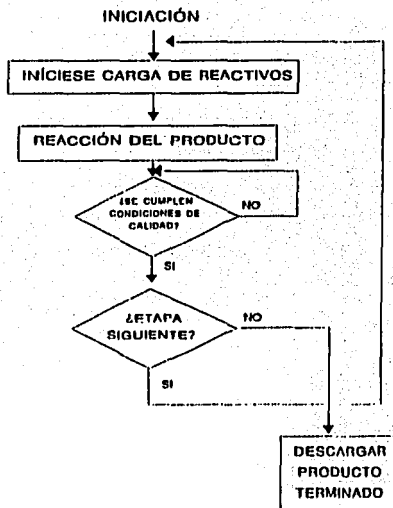 INICIACIÓN
INÍCIESE CARGA DE REACTIVOS
REACCIÓN DEL PRODUCTO
¿SE CUMPLEN
CONDICIONES DE
CALIDAD?
NO
SI
¿ETAPA
SIGUIENTE?
NO
SI
DESCARGAR
PRODUCTO
TERMINADO